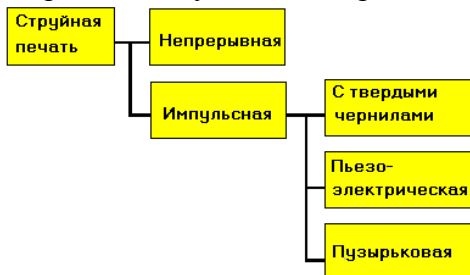 Струйная
печать
Непрерывная
Импульсная
С твердыми
чернилами
Пьезо-
электрическая
Пузырьковая